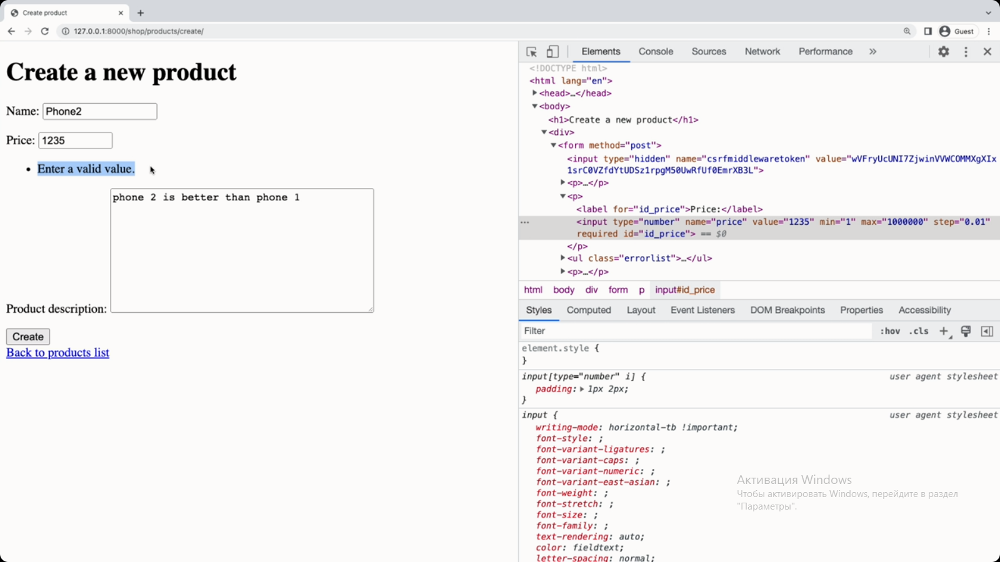 Create product
127.0.0.1:8000/shop/products/create/
Guest
Create a new product
Name: Phone2
Price: 1235
• Enter a valid value.
phone 2 is better than phone 1
Product description:
Create
Back to products list
Elements Console Sources Network Performance »
<!DOCTYPE html>
<html lang="en">
<head>…</head>
<body>
<h1>Create a new product</h1>
<div>
<form method="post">
<input type="hidden" name="csrfmiddlewaretoken" value="wVFryUcUNI7ZjwinVVWCOMMXgXIx
1srC0VZfdYtUDSz1rpgM50UwRfUf0EmrXB3L">
<p>…</p>
<p>
<label for="id_price">Price:</label>
<input type="number" name="price" value="1235" min="1" max="1000000" step="0.01"
required id="id_price"> == $0
</p>
<ul class="errorlist">…</ul>
<p>…</p>
html body div form p input#id_price
Styles Computed Layout Event Listeners DOM Breakpoints Properties Accessibility
Filter :hov .cls +
element.style {
}
input[type="number" i] { user agent stylesheet
padding: 1px 2px;
}
input { user agent stylesheet
writing-mode: horizontal-tb !important;
font-style: ;
font-variant-ligatures: ;
font-variant-caps: ;
font-variant-numeric: ;
font-variant-east-asian: ;
font-weight: ;
font-stretch: ;
font-size: ;
font-family: ;
text-rendering: auto;
color: fieldtext;
letter-spacing: normal;
Активация Windows
Чтобы активировать Windows, перейдите в раздел
"Параметры".